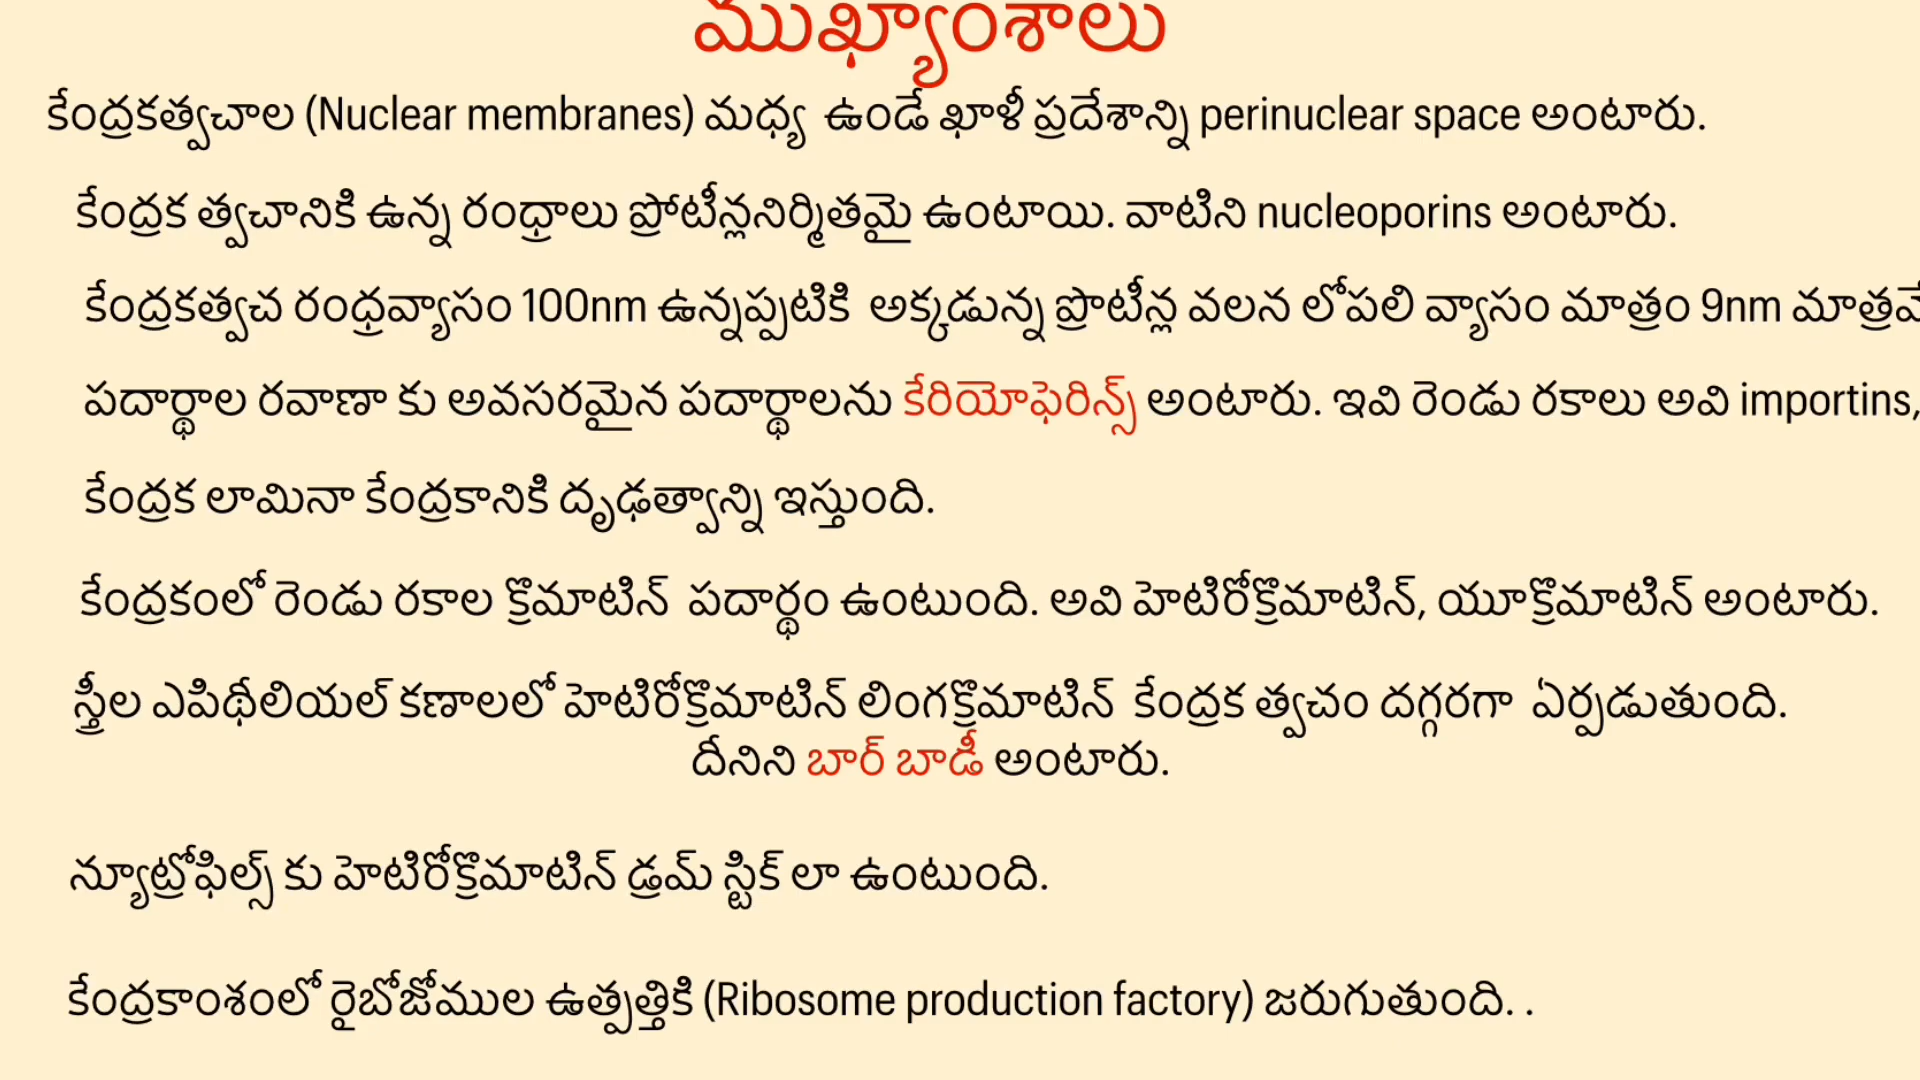 ముఖ్యాంశాలు
కేంద్రకత్వచాల (Nuclear membranes) మధ్య ఉండే ఖాళీ ప్రదేశాన్ని perinuclear space అంటారు.
కేంద్రక త్వచానికి ఉన్న రంధ్రాలు ప్రోటీన్లనిర్మితమై ఉంటాయి. వాటిని nucleoporins అంటారు.
కేంద్రకత్వచ రంధ్రవ్యాసం 100nm ఉన్నప్పటికి అక్కడున్న ప్రొటీన్ల వలన లోపలి వ్యాసం మాత్రం 9nm
పదార్థాల రవాణా కు అవసరమైన పదార్థాలను కేరియోఫెరిన్స్ అంటారు. ఇవి రెండు రకాలు అవి importins,
కేంద్రక లామినా కేంద్రకానికి దృఢత్వాన్ని ఇస్తుంది.
కేంద్రకంలో రెండు రకాల క్రొమాటిన్ పదార్థం ఉంటుంది. అవి హెటిరోక్రొమాటిన్, యూక్రొమాటిన్ అంటారు.
స్త్రీల ఎపిథీలియల్ కణాలలో హెటిరోక్రొమాటిన్ లింగక్రొమాటిన్ కేంద్రక త్వచం దగ్గరగా ఏర్పడుతుంది.
దీనిని బార్ బాడీ అంటారు.
న్యూట్రోఫిల్స్ కు హెటిరోక్రొమాటిన్ డ్రమ్ స్టిక్ లా ఉంటుంది.
కేంద్రకాంశంలో రైబోజోముల ఉత్పత్తికి (Ribosome production factory) జరుగుతుంది. .